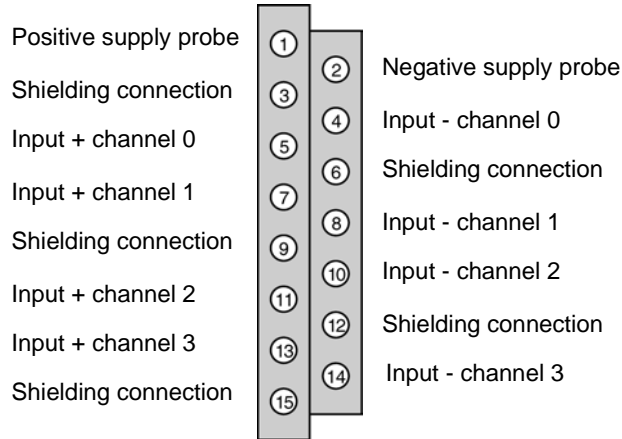 Positive supply probe 1
2 Negative supply probe
Shielding connection 3
4 Input - channel 0
Input + channel 0 5
6 Shielding connection
Input + channel 1 7
8 Input - channel 1
Shielding connection 9
10 Input - channel 2
Input + channel 2 11
12 Shielding connection
Input + channel 3 13
14 Input - channel 3
Shielding connection 15